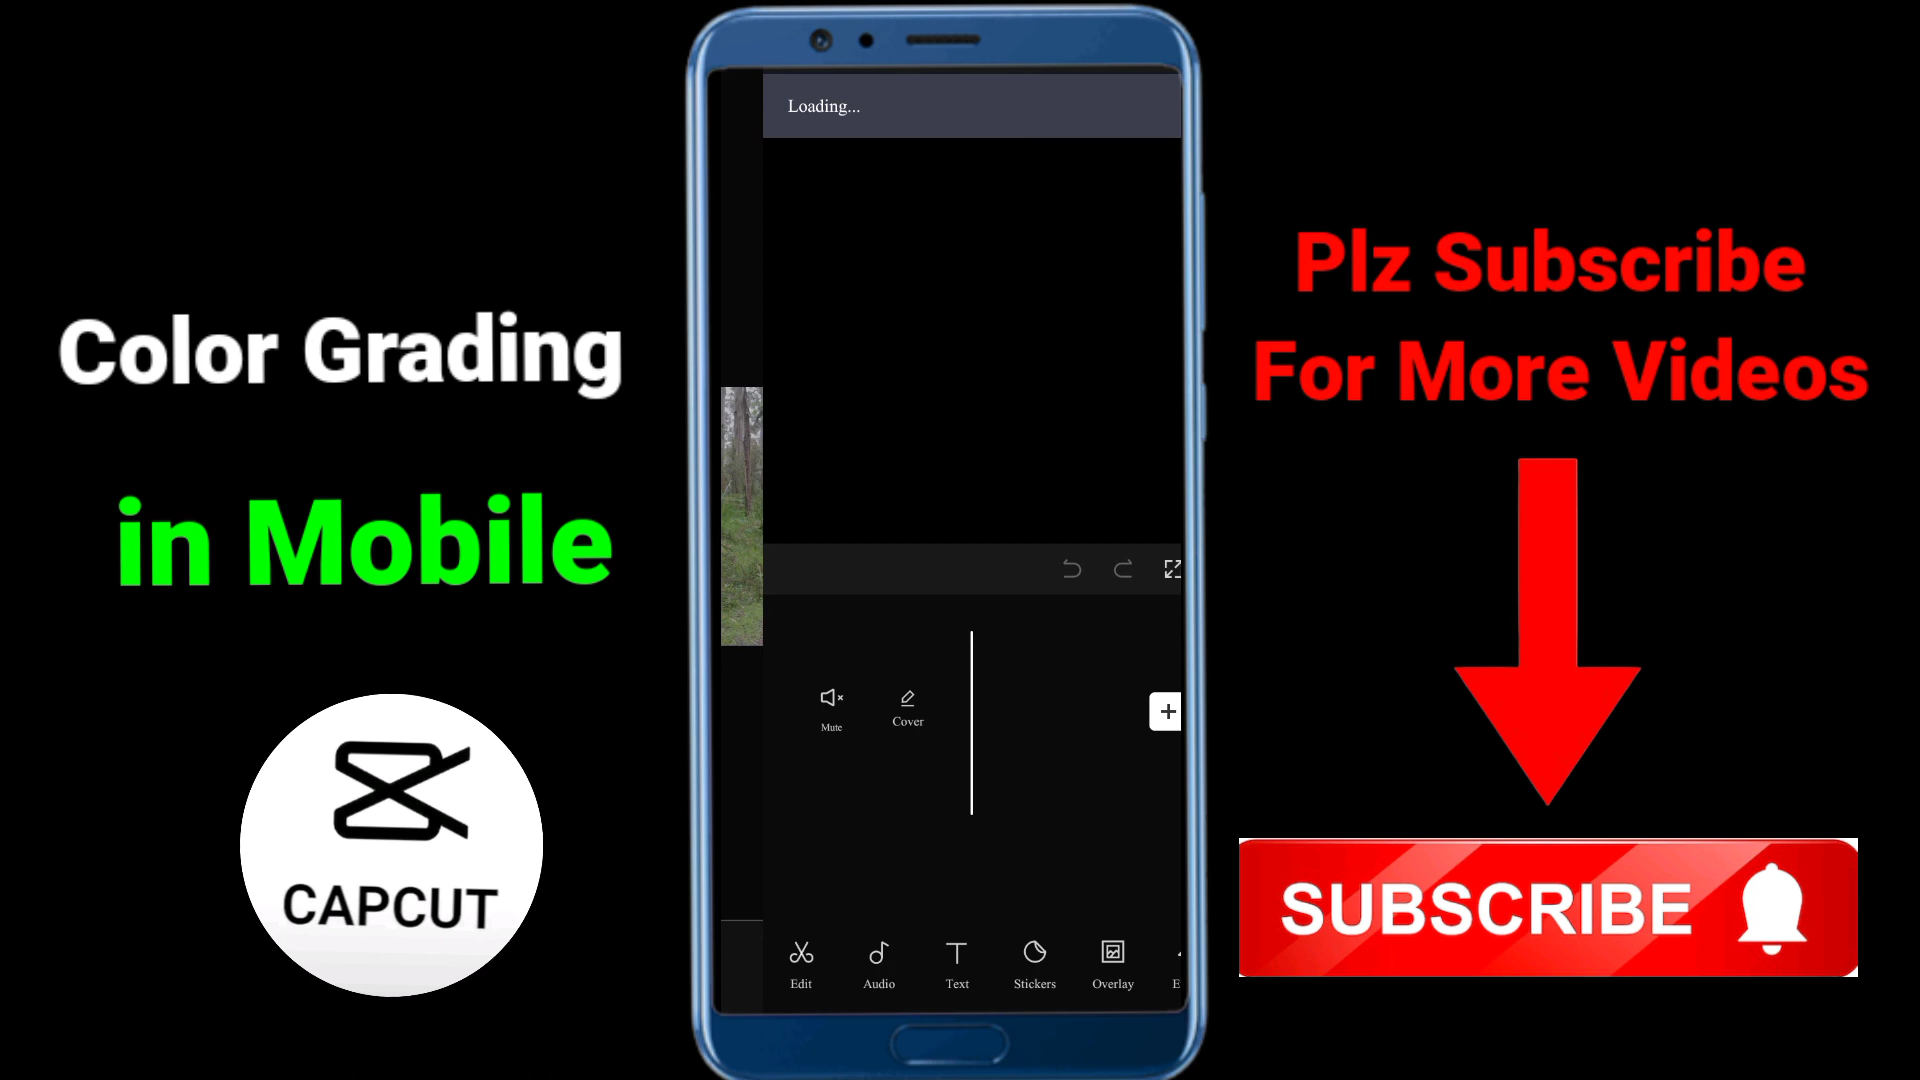 Color Grading
in Mobile
CAPCUT
Loading...
Mute
Cover
Edit
Audio
Text
Stickers
Overlay
E
Plz Subscribe
For More Videos
SUBSCRIBE